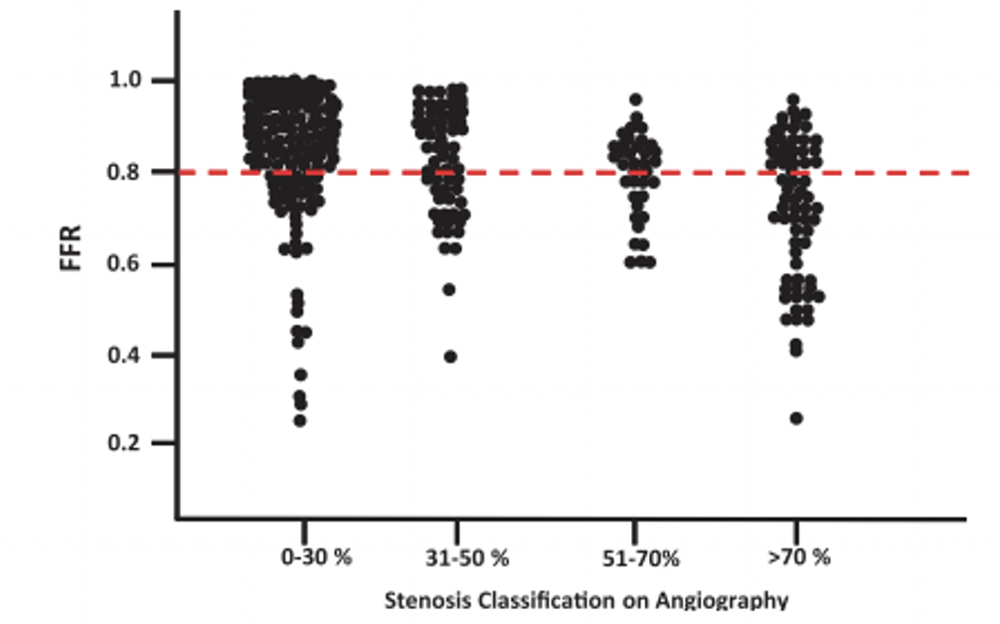 1.0
0.8
0.6
0.4
0.2
FFR
0-30 % 31-50 % 51-70% >70 %
Stenosis Classification on Angiography